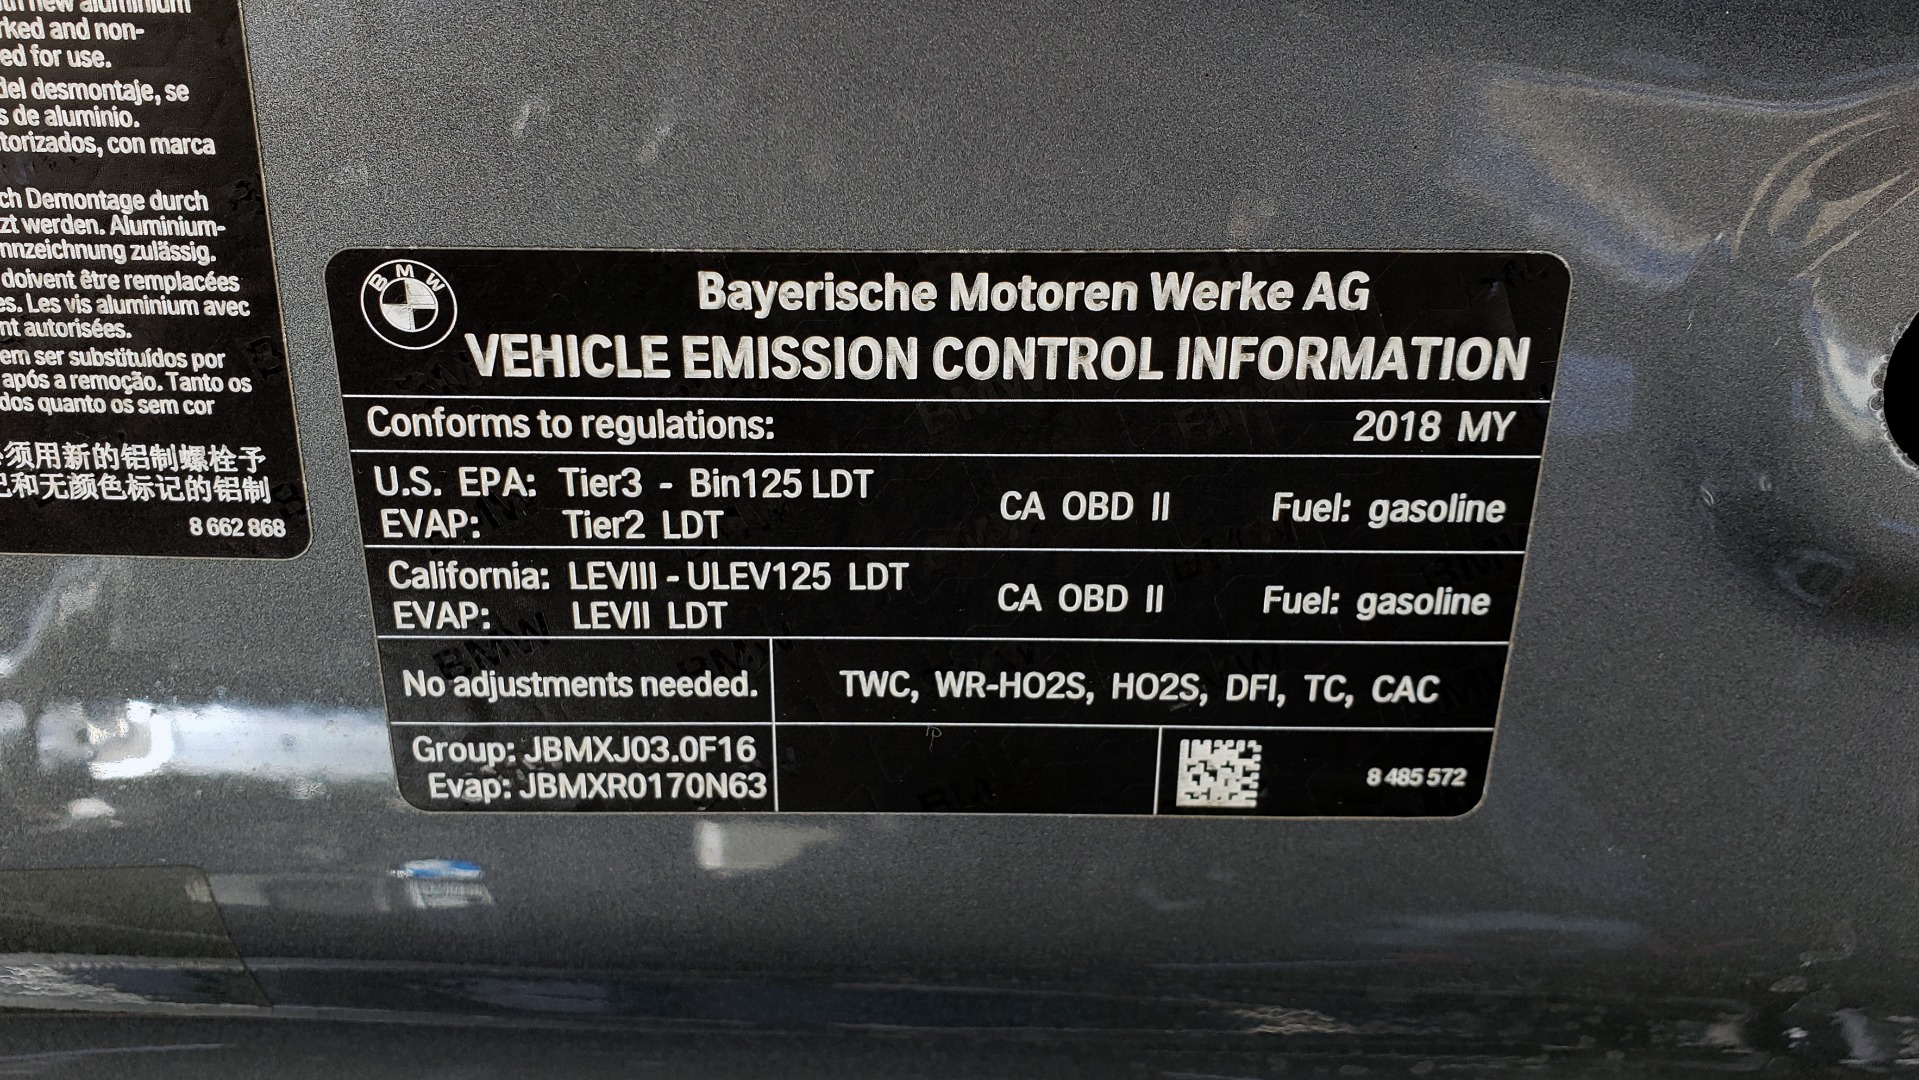 new aluminium
rked and non-
ed for use.
del desmontaje, se
s de aluminio.
torizados, con marca
ch Demontage durch
zt werden. Aluminium-
nnzeichnung zulässig.
doivent être remplacées
es. Les vis aluminium avec
nt autorisées.
em ser substituídos por
após a remoção. Tanto os
dos quanto os sem cor
须用新的铝制螺栓予
记和无颜色标记的铝制
8 662 868
BMW
Bayerische Motoren Werke AG
VEHICLE EMISSION CONTROL INFORMATION
Conforms to regulations: 2018 MY
U.S. EPA: Tier3 - Bin125 LDT
EVAP: Tier2 LDT
CA OBD II
Fuel: gasoline
California: LEVIII - ULEV125 LDT
EVAP: LEVII LDT
CA OBD II
Fuel: gasoline
No adjustments needed.
TWC, WR-HO2S, HO2S, DFI, TC, CAC
Group: JBMXJ03.0F16
Evap: JBMXR0170N63
8 485 572